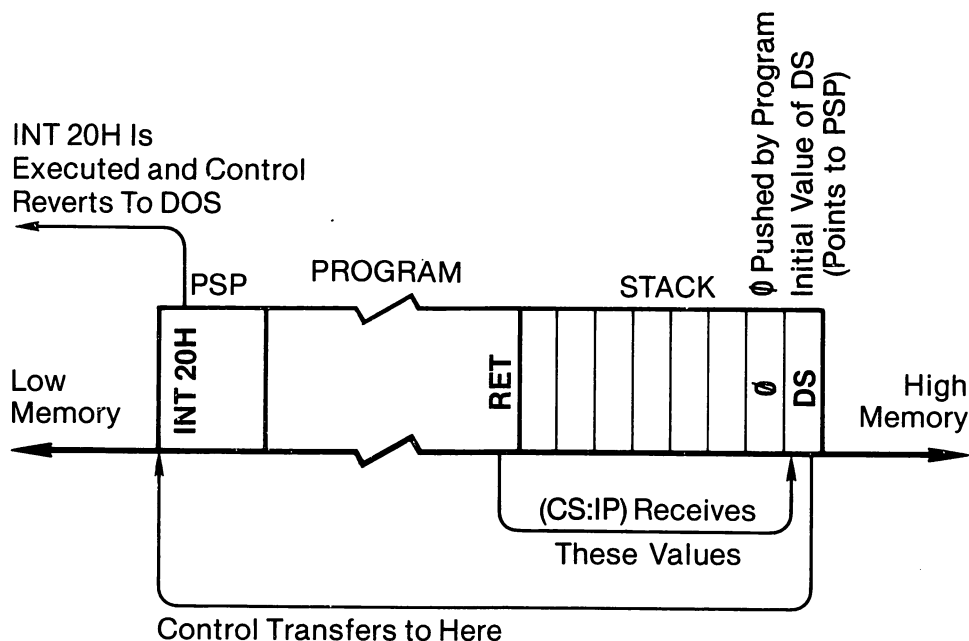 INT 20H Is
Executed and Control
Reverts To DOS
∅ Pushed by Program
Initial Value of DS
(Points to PSP)
PSP
PROGRAM
STACK
Low
Memory
INT 20H
RET
∅
DS
High
Memory
(CS:IP) Receives
These Values
Control Transfers to Here